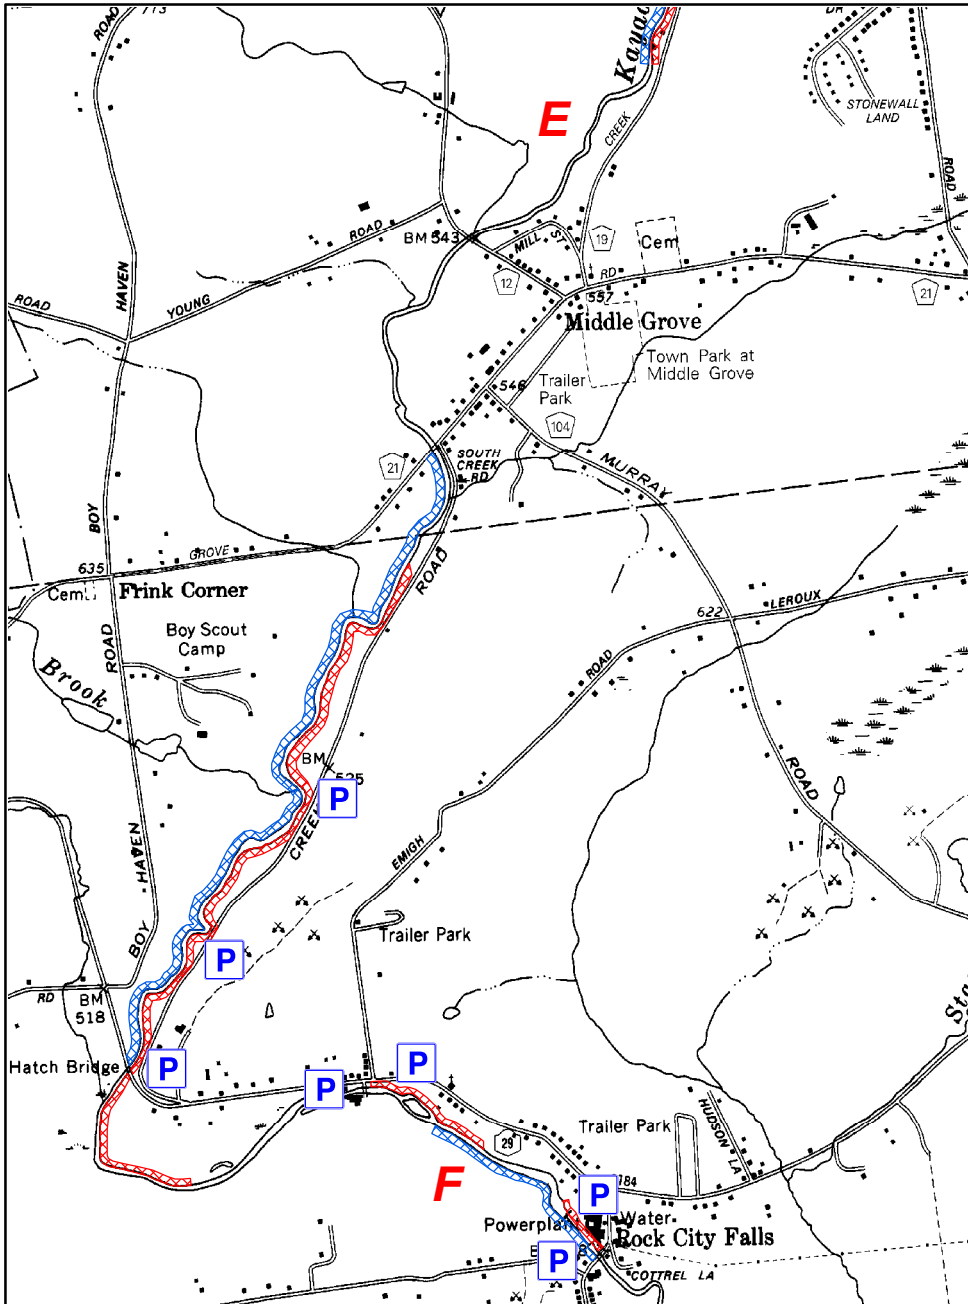 ROAD
773
Kayad
DR
E
STONEWALL
LAND
CREEK
ROAD
ROAD
BM 543
MILL ST
19
Cem
HAVEN
12
RD
557
21
ROAD
YOUNG
Middle Grove
Town Park at
Middle Grove
546
Trailer
Park
104
21
SOUTH
CREEK
RD
MURRAY
BOY
GROVE
635
ROAD
Cem
Frink Corner
622
LEROUX
Boy Scout
Camp
ROAD
ROAD
Brook
BM
525
P
ROAD
CREEK
EMIGH
HAVEN
Trailer Park
BOY
P
RD
BM
518
Sta
Hatch Bridge
P
P
P
HUDSON LA
Trailer Park
29
F
P
184
Water
Rock City Falls
P
COTTREL LA